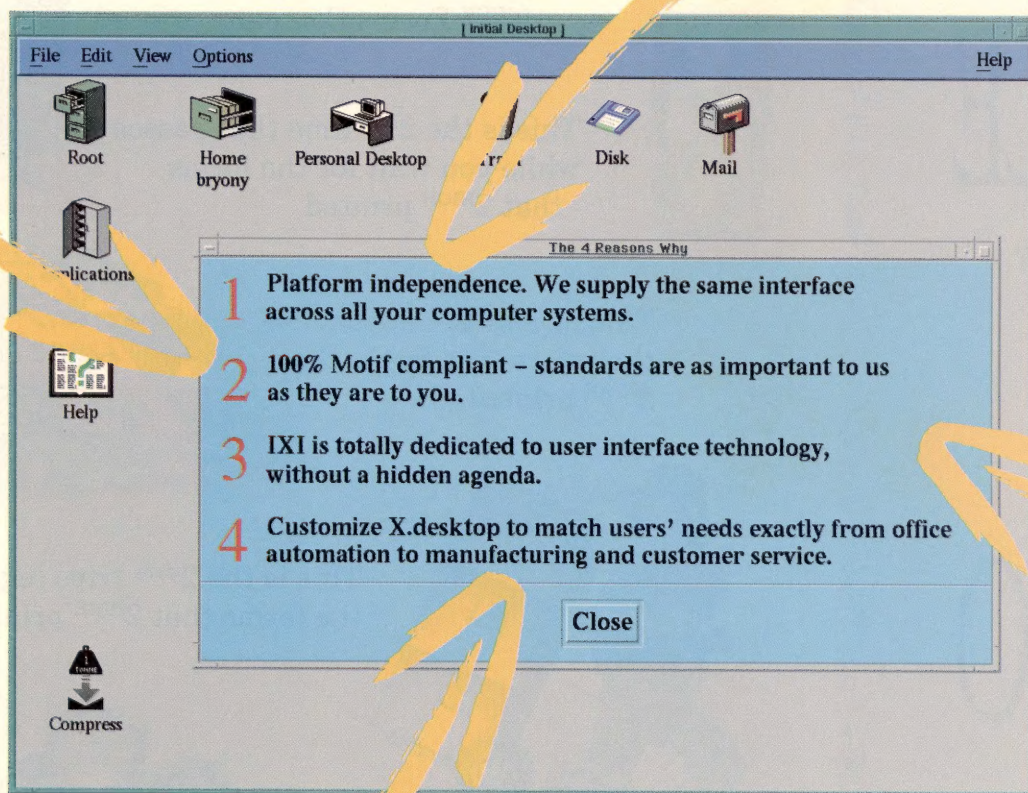 [ Initial Desktop ]
File Edit View Options Help
Root
Home
bryony
Personal Desktop
Disk
Mail
Applications
Help
The 4 Reasons Why
1 Platform independence. We supply the same interface
across all your computer systems.
2 100% Motif compliant – standards are as important to us
as they are to you.
3 IXI is totally dedicated to user interface technology,
without a hidden agenda.
4 Customize X.desktop to match users' needs exactly from office
automation to manufacturing and customer service.
Close
1
TONNE
Compress